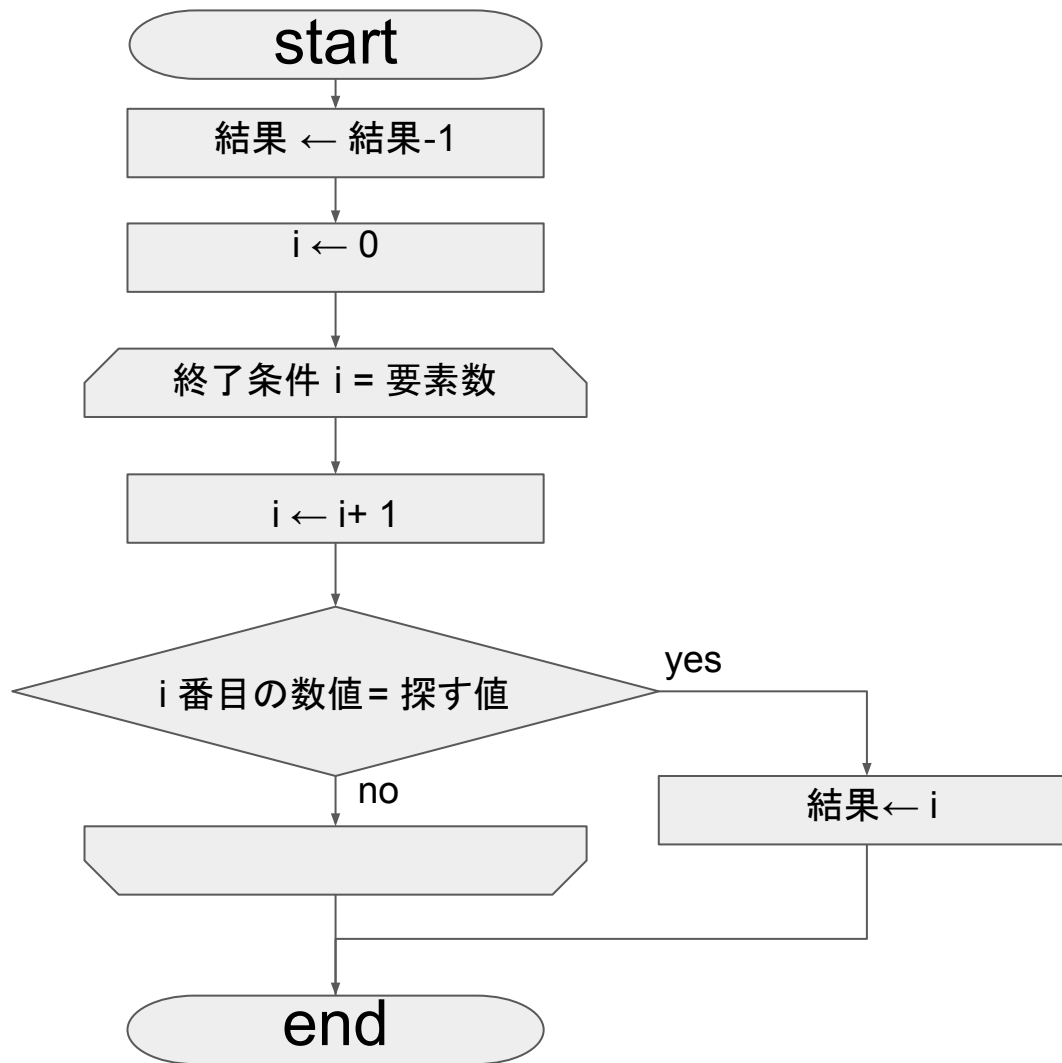 start
結果 ← 結果-1
i ← 0
終了条件 i = 要素数
i ← i+ 1
i 番目の数値= 探す値
yes
no
結果← i
end